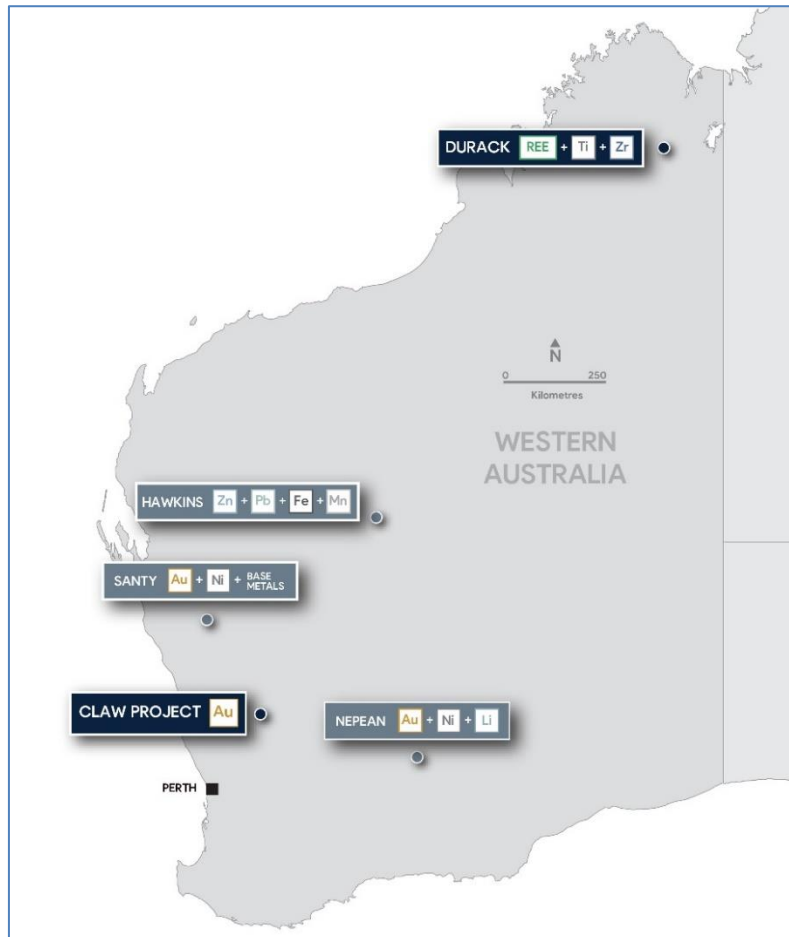 DURACK REE + Ti + Zr
N
0 250
Kilometres
WESTERN
AUSTRALIA
HAWKINS Zn + Pb + Fe + Mn
SANTY Au + Ni + BASE
METALS
CLAW PROJECT Au
NEPEAN Au + Ni + Li
PERTH